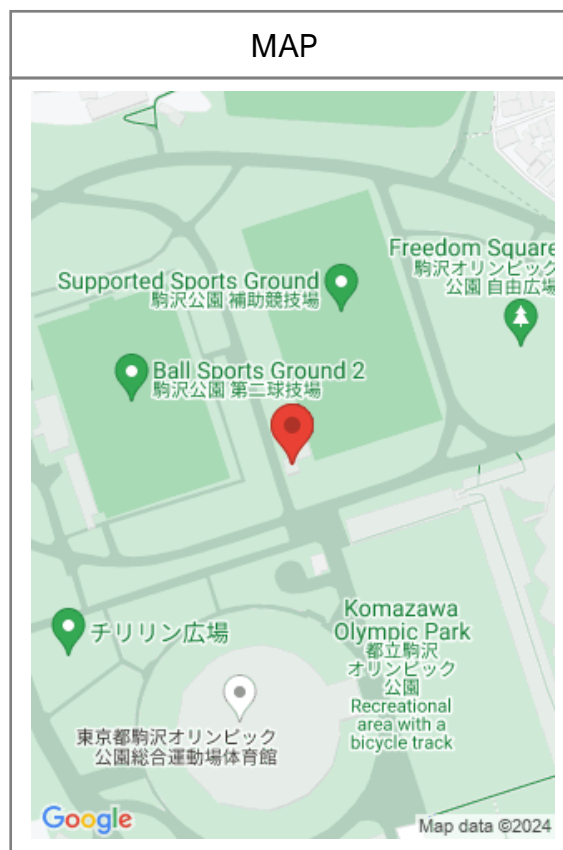 MAP
Freedom Square
駒沢オリンピック
公園 自由広場
Supported Sports Ground
駒沢公園 補助競技場
Ball Sports Ground 2
駒沢公園 第二球技場
Komazawa
Olympic Park
都立駒沢
オリンピック
公園
Recreational
area with a
bicycle track
チリリン広場
東京都駒沢オリンピック
公園総合運動場体育館
Google
Map data ©2024